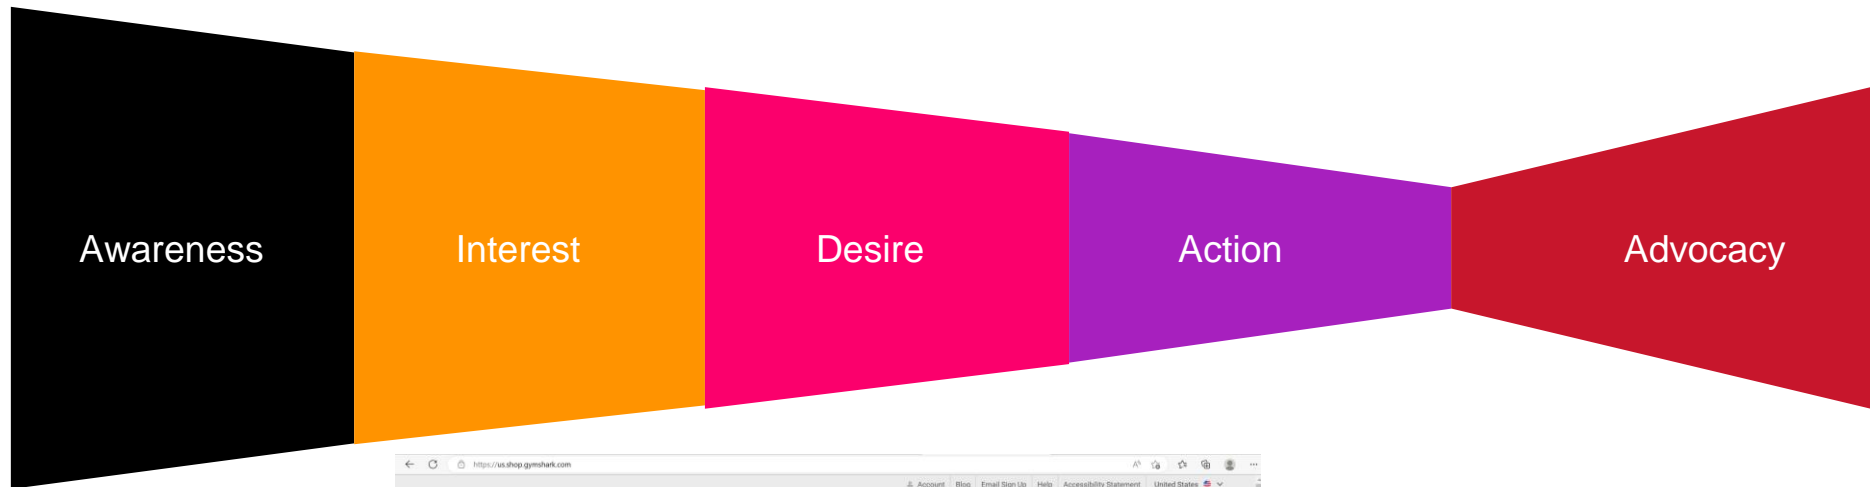 Awareness
Interest
Desire
Action
Advocacy
https://us.shop.gymshark.com
Account Blog Email Sign Up Help Accessibility Statement United States